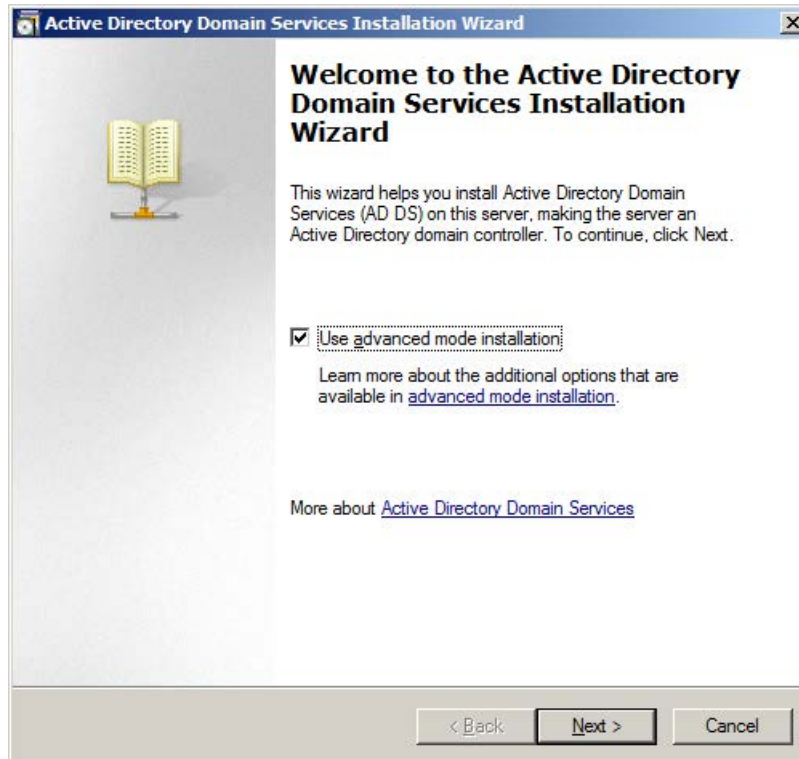 Active Directory Domain Services Installation Wizard
Welcome to the Active Directory
Domain Services Installation
Wizard
This wizard helps you install Active Directory Domain
Services (AD DS) on this server, making the server an
Active Directory domain controller. To continue, click Next.
Use advanced mode installation
Learn more about the additional options that are
available in advanced mode installation.
More about Active Directory Domain Services
< Back Next > Cancel